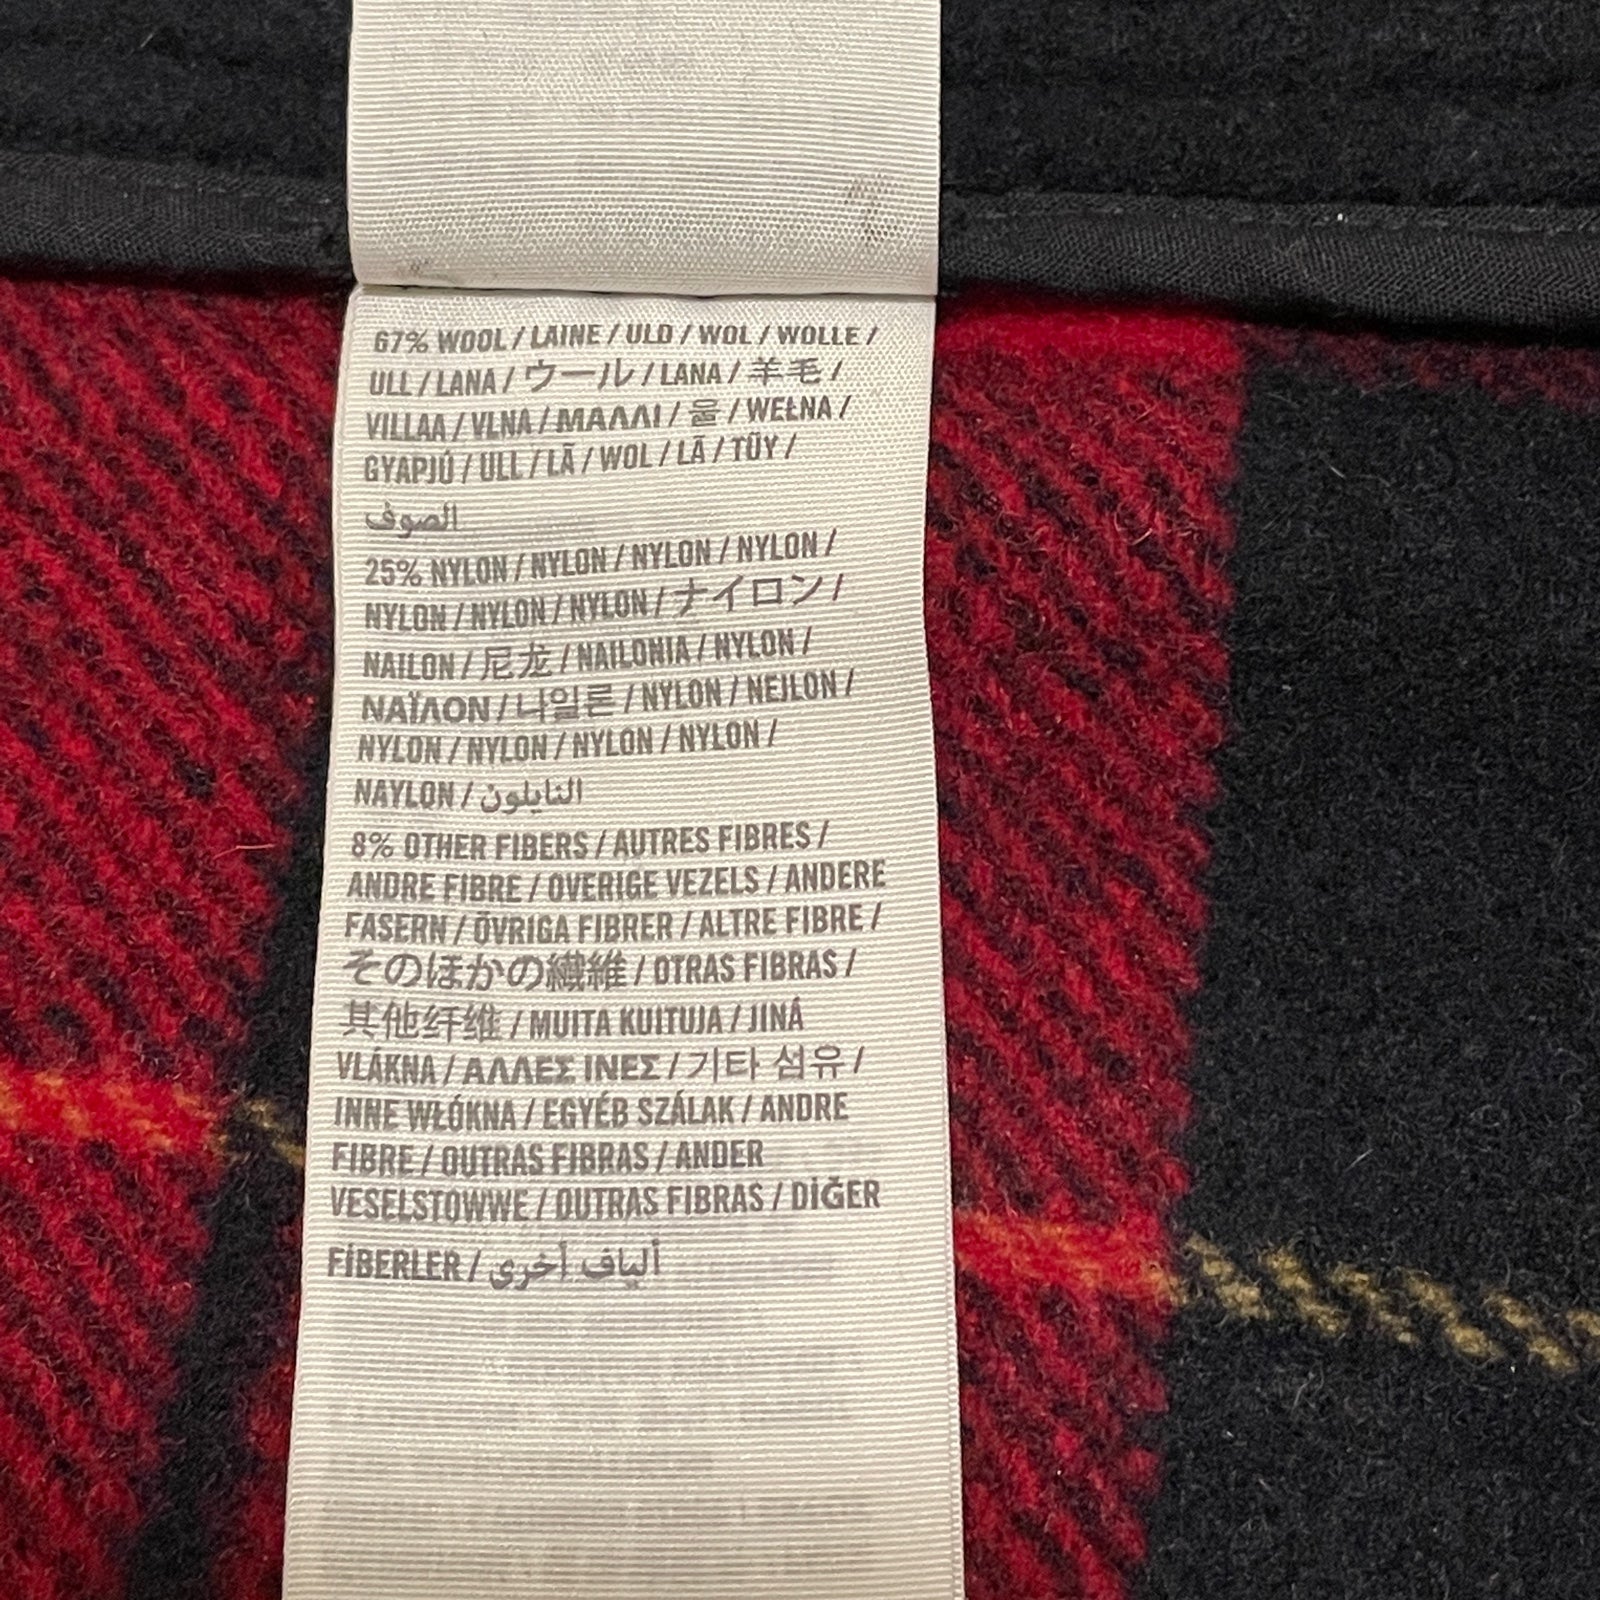 67% WOOL / LAINE / ULD / WOL / WOLLE /
ULL / LANA / ウール / LANA / 羊毛 /
VILLAA / VLNA / ΜΑΛΛΙ / 울 / WEŁNA /
GYAPJÚ / ULL / LÃ / WOL / LÃ / TÜY /
الصوف
25% NYLON / NYLON / NYLON / NYLON /
NYLON / NYLON / NYLON / ナイロン /
NAILON / 尼龙 / NAILONIA / NYLON /
ΝΑΪΛΟΝ / 나일론 / NYLON / NEJLON /
NYLON / NYLON / NYLON / NYLON /
NAYLON / النايلون
8% OTHER FIBERS / AUTRES FIBRES /
ANDRE FIBRE / OVERIGE VEZELS / ANDERE
FASERN / ÖVRIGA FIBRER / ALTRE FIBRE /
そのほかの繊維 / OTRAS FIBRAS /
其他纤维 / MUITA KUITUJA / JINÁ
VLÁKNA / ΑΛΛΕΣ ΙΝΕΣ / 기타 섬유 /
INNE WŁÓKNA / EGYÉB SZÁLAK / ANDRE
FIBRE / OUTRAS FIBRAS / ANDER
VESELSTOWWE / OUTRAS FIBRAS / DİĞER
FİBERLER / ألياف أخرى